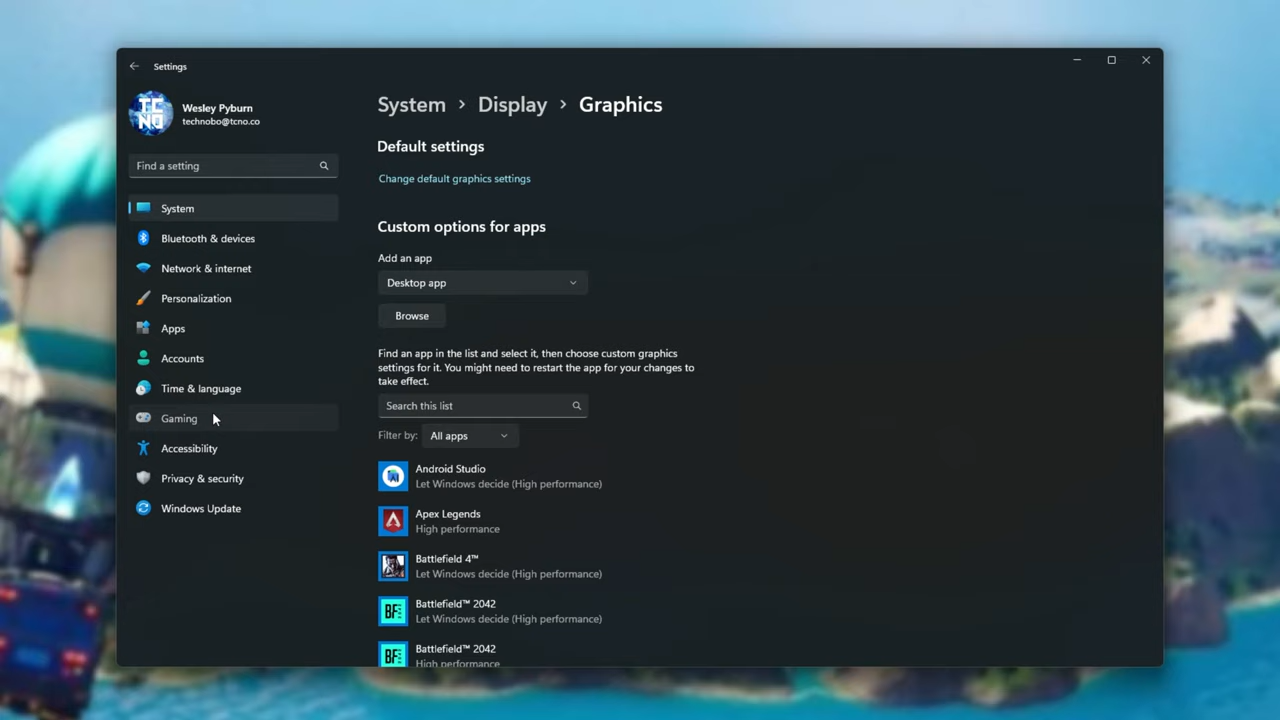 Settings
Wesley Pyburn
technobo@tcno.co
Find a setting
System
Bluetooth & devices
Network & internet
Personalization
Apps
Accounts
Time & language
Gaming
Accessibility
Privacy & security
Windows Update
System > Display > Graphics
Default settings
Change default graphics settings
Custom options for apps
Add an app
Desktop app
Browse
Find an app in the list and select it, then choose custom graphics
settings for it. You might need to restart the app for your changes to
take effect.
Search this list
Filter by: All apps
Android Studio
Let Windows decide (High performance)
Apex Legends
High performance
Battlefield 4™
Let Windows decide (High performance)
Battlefield™ 2042
Let Windows decide (High performance)
Battlefield™ 2042
High performance